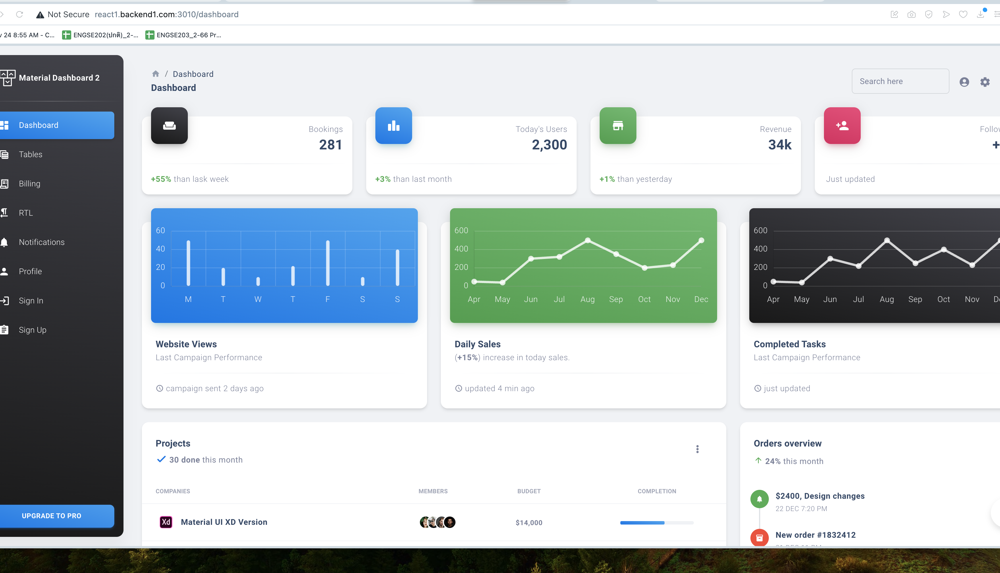 Not Secure react1.backend1.com:3010/dashboard
24 8:55 AM - C... ENGSE202(ปกติ)_2-... ENGSE203_2-66 Pr...
Material Dashboard 2
Dashboard
Tables
Billing
RTL
Notifications
Profile
Sign In
Sign Up
UPGRADE TO PRO
/ Dashboard
Dashboard
Search here
Bookings
281
+55% than lask week
Today's Users
2,300
+3% than last month
Revenue
34k
+1% than yesterday
+
Just updated
60
40
20
0
M T W T F S S
Website Views
Last Campaign Performance
campaign sent 2 days ago
600
400
200
0
Apr May Jun Jul Aug Sep Oct Nov Dec
Daily Sales
(+15%) increase in today sales.
updated 4 min ago
600
400
200
0
Apr May Jun Jul Aug Sep Oct Nov
Completed Tasks
Last Campaign Performance
just updated
Projects
30 done this month
COMPANIES MEMBERS BUDGET COMPLETION
Xd Material UI XD Version $14,000
Orders overview
24% this month
$2400, Design changes
22 DEC 7:20 PM
New order #1832412